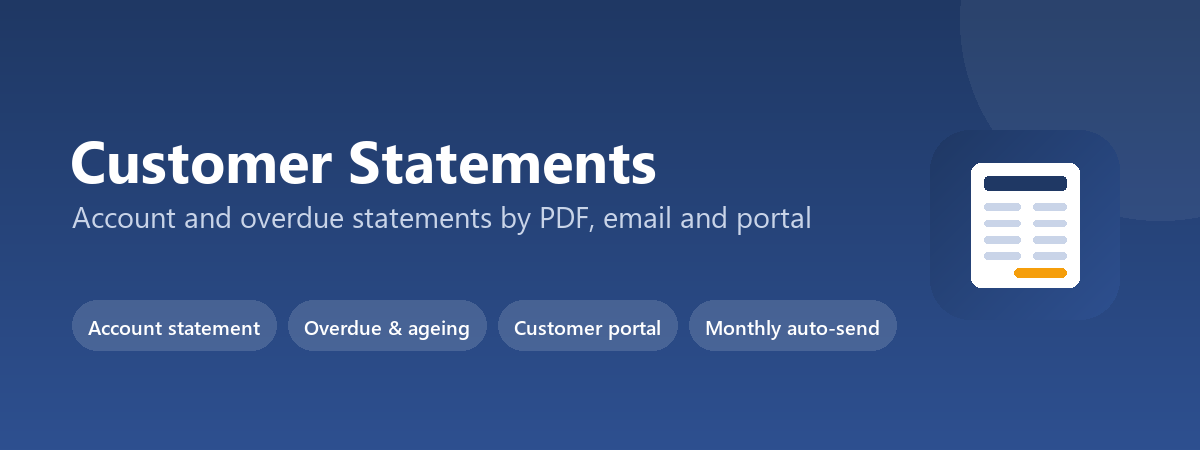 Customer Statements
Account and overdue statements by PDF, email and portal
Account statement
Overdue & ageing
Customer portal
Monthly auto-send